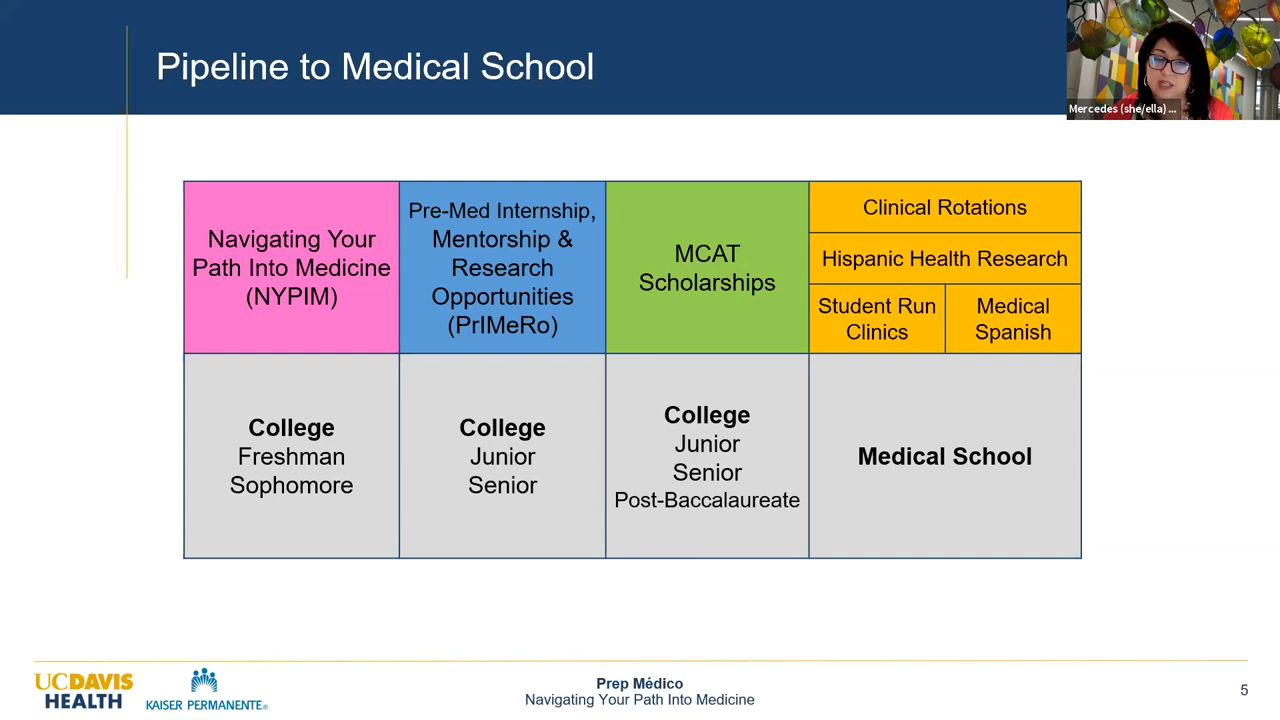 Pipeline to Medical School
Mercedes (she/ella) ...
Navigating Your
Path Into Medicine
(NYPIM)
Pre-Med Internship,
Mentorship &
Research
Opportunities
(PrIMeRo)
MCAT
Scholarships
Clinical Rotations
Hispanic Health Research
Student Run
Clinics
Medical
Spanish
College
Freshman
Sophomore
College
Junior
Senior
College
Junior
Senior
Post-Baccalaureate
Medical School
UCDAVIS
HEALTH
KAISER PERMANENTE®
Prep Médico
Navigating Your Path Into Medicine
5